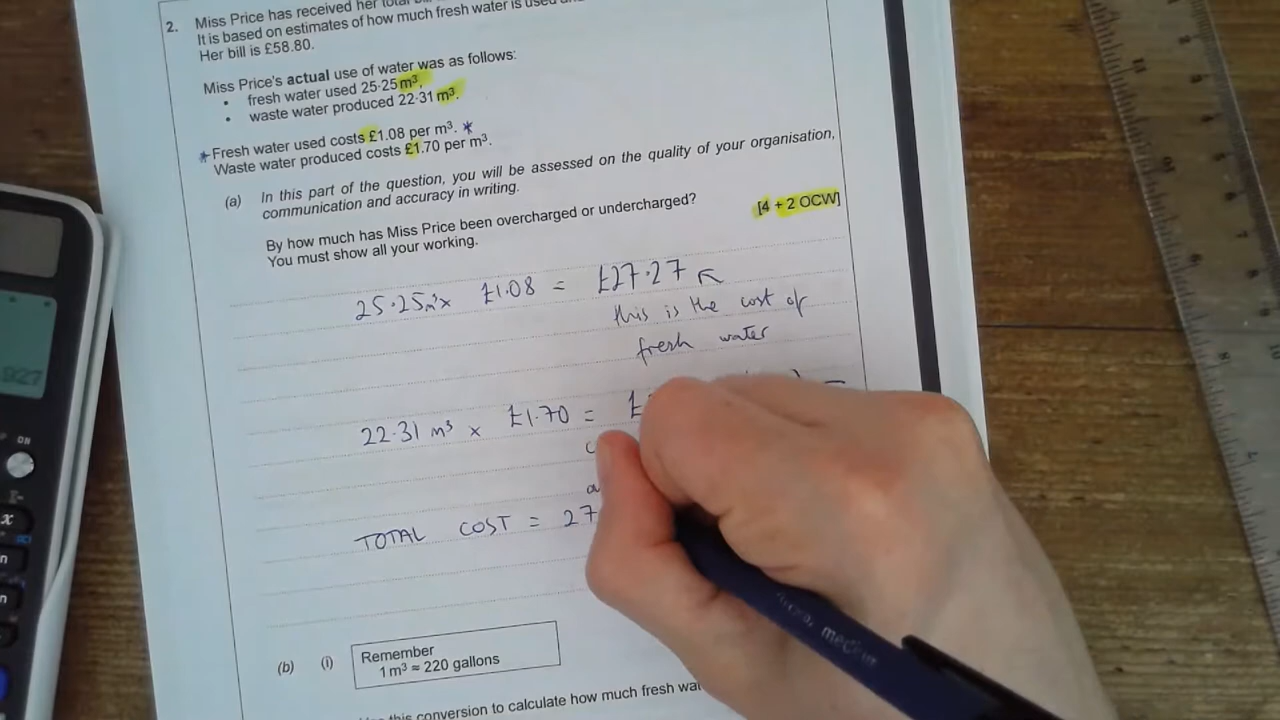 2. Miss Price has received her total
It is based on estimates of how much fresh water is used
Her bill is £58.80.
Miss Price's actual use of water was as follows:
• fresh water used 25·25 m³,
• waste water produced 22·31 m³.
*Fresh water used costs £1.08 per m³. *
Waste water produced costs £1.70 per m³.
(a) In this part of the question, you will be assessed on the quality of your organisation,
communication and accuracy in writing.
By how much has Miss Price been overcharged or undercharged? [4 + 2 OCW]
You must show all your working.
25·25m³ x £1.08 = £27·27
this is the cost of
fresh water
22·31 m³ x £1.70 = £
TOTAL COST = 27
(b) (i) Remember
1 m³ ≈ 220 gallons
this conversion to calculate how much fresh
ON
x